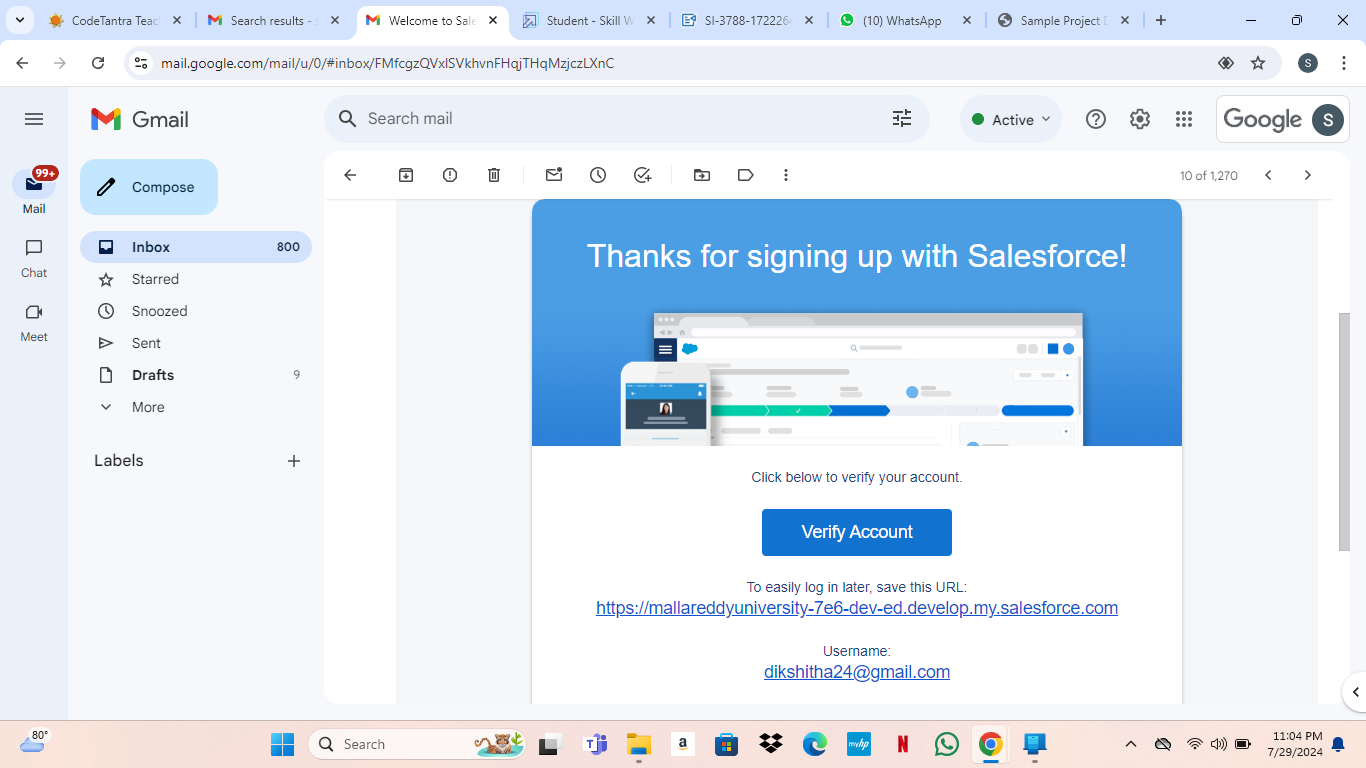 CodeTantra Teac
Search results - s
Welcome to Sale
Student - Skill W
SI-3788-1722264
(10) WhatsApp
Sample Project D
mail.google.com/mail/u/0/#inbox/FMfcgzQVxlSVkhvnFHqjTHqMzjczLXnC
S
Gmail
Search mail
Active
Google
S
99+
Mail
Chat
Meet
Compose
Inbox 800
Starred
Snoozed
Sent
Drafts 9
More
Labels
10 of 1,270
Thanks for signing up with Salesforce!
Click below to verify your account.
Verify Account
To easily log in later, save this URL:
https://mallareddyuniversity-7e6-dev-ed.develop.my.salesforce.com
Username:
dikshitha24@gmail.com
80°
Search
a
myhp
N
11:04 PM
7/29/2024